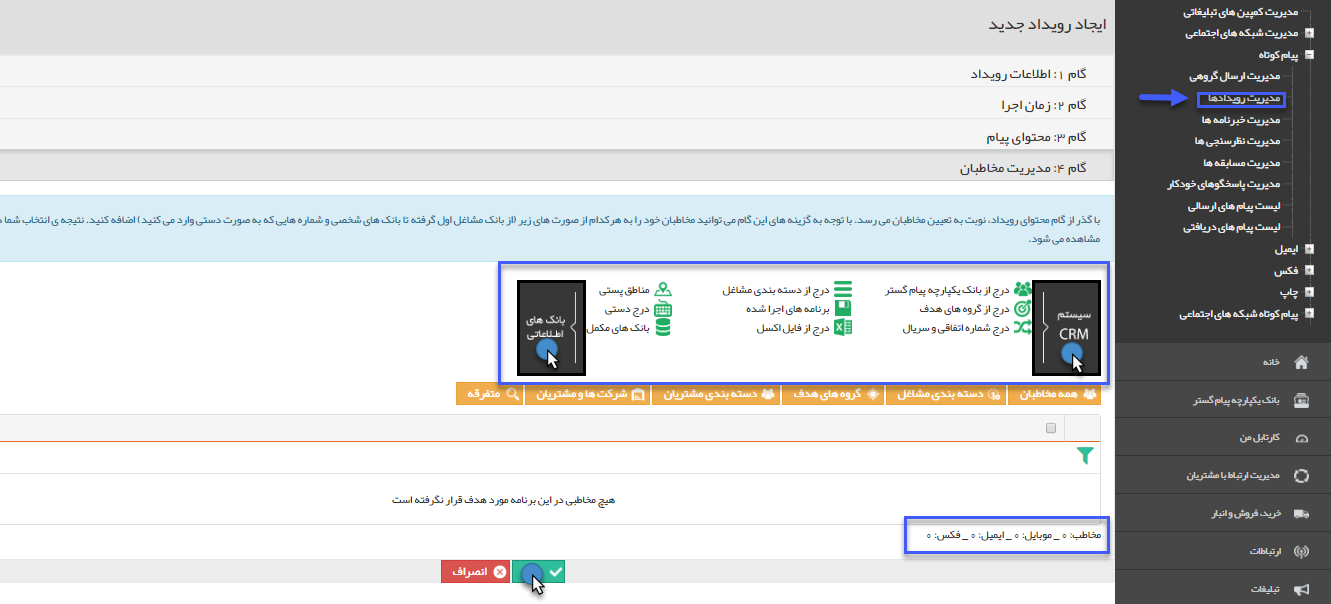 مدیریت کمپین های تبلیغاتی
مدیریت شبکه های اجتماعی
پیام کوتاه
مدیریت ارسال گروهی
مدیریت رویدادها
مدیریت خبرنامه ها
مدیریت نظرسنجی ها
مدیریت مسابقه ها
مدیریت پاسخگوهای خودکار
لیست پیام های ارسالی
لیست پیام های دریافتی
ایمیل
فکس
چاپ
پیام کوتاه شبکه های اجتماعی
خانه
بانک یکپارچه پیام گستر
کارتابل من
مدیریت ارتباط با مشتریان
خرید، فروش و انبار
ارتباطات
تبلیغات
ایجاد رویداد جدید
گام ۱: اطلاعات رویداد
گام ۲: زمان اجرا
گام ۳: محتوای پیام
گام ۴: مدیریت مخاطبان
با گذر از گام محتوای رویداد، نوبت به تعیین مخاطبان می رسد. با توجه به گزینه های این گام می توانید مخاطبان خود را به هرکدام از صورت های زیر (از بانک مشاغل اول گرفته تا بانک های شخصی و شماره هایی که به صورت دستی وارد می کنید) اضافه کنید. نتیجه ی انتخاب شما د
مشاهده می شود.
سیستم
CRM
درج از بانک یکپارچه پیام گستر
درج از گروه های هدف
درج شماره اتفاقی و سریال
درج از دسته بندی مشاغل
برنامه های اجرا شده
درج از فایل اکسل
مناطق پستی
درج دستی
بانک های مکمل
بانک های
اطلاعاتی
همه مخاطبان
دسته بندی مشاغل
گروه های هدف
دسته بندی مشتریان
شرکت ها و مشتریان
متفرقه
هیچ مخاطبی در این برنامه مورد هدف قرار نگرفته است
مخاطب: ۰ _ موبایل: ۰ _ ایمیل: ۰ _ فکس: ۰
انصراف